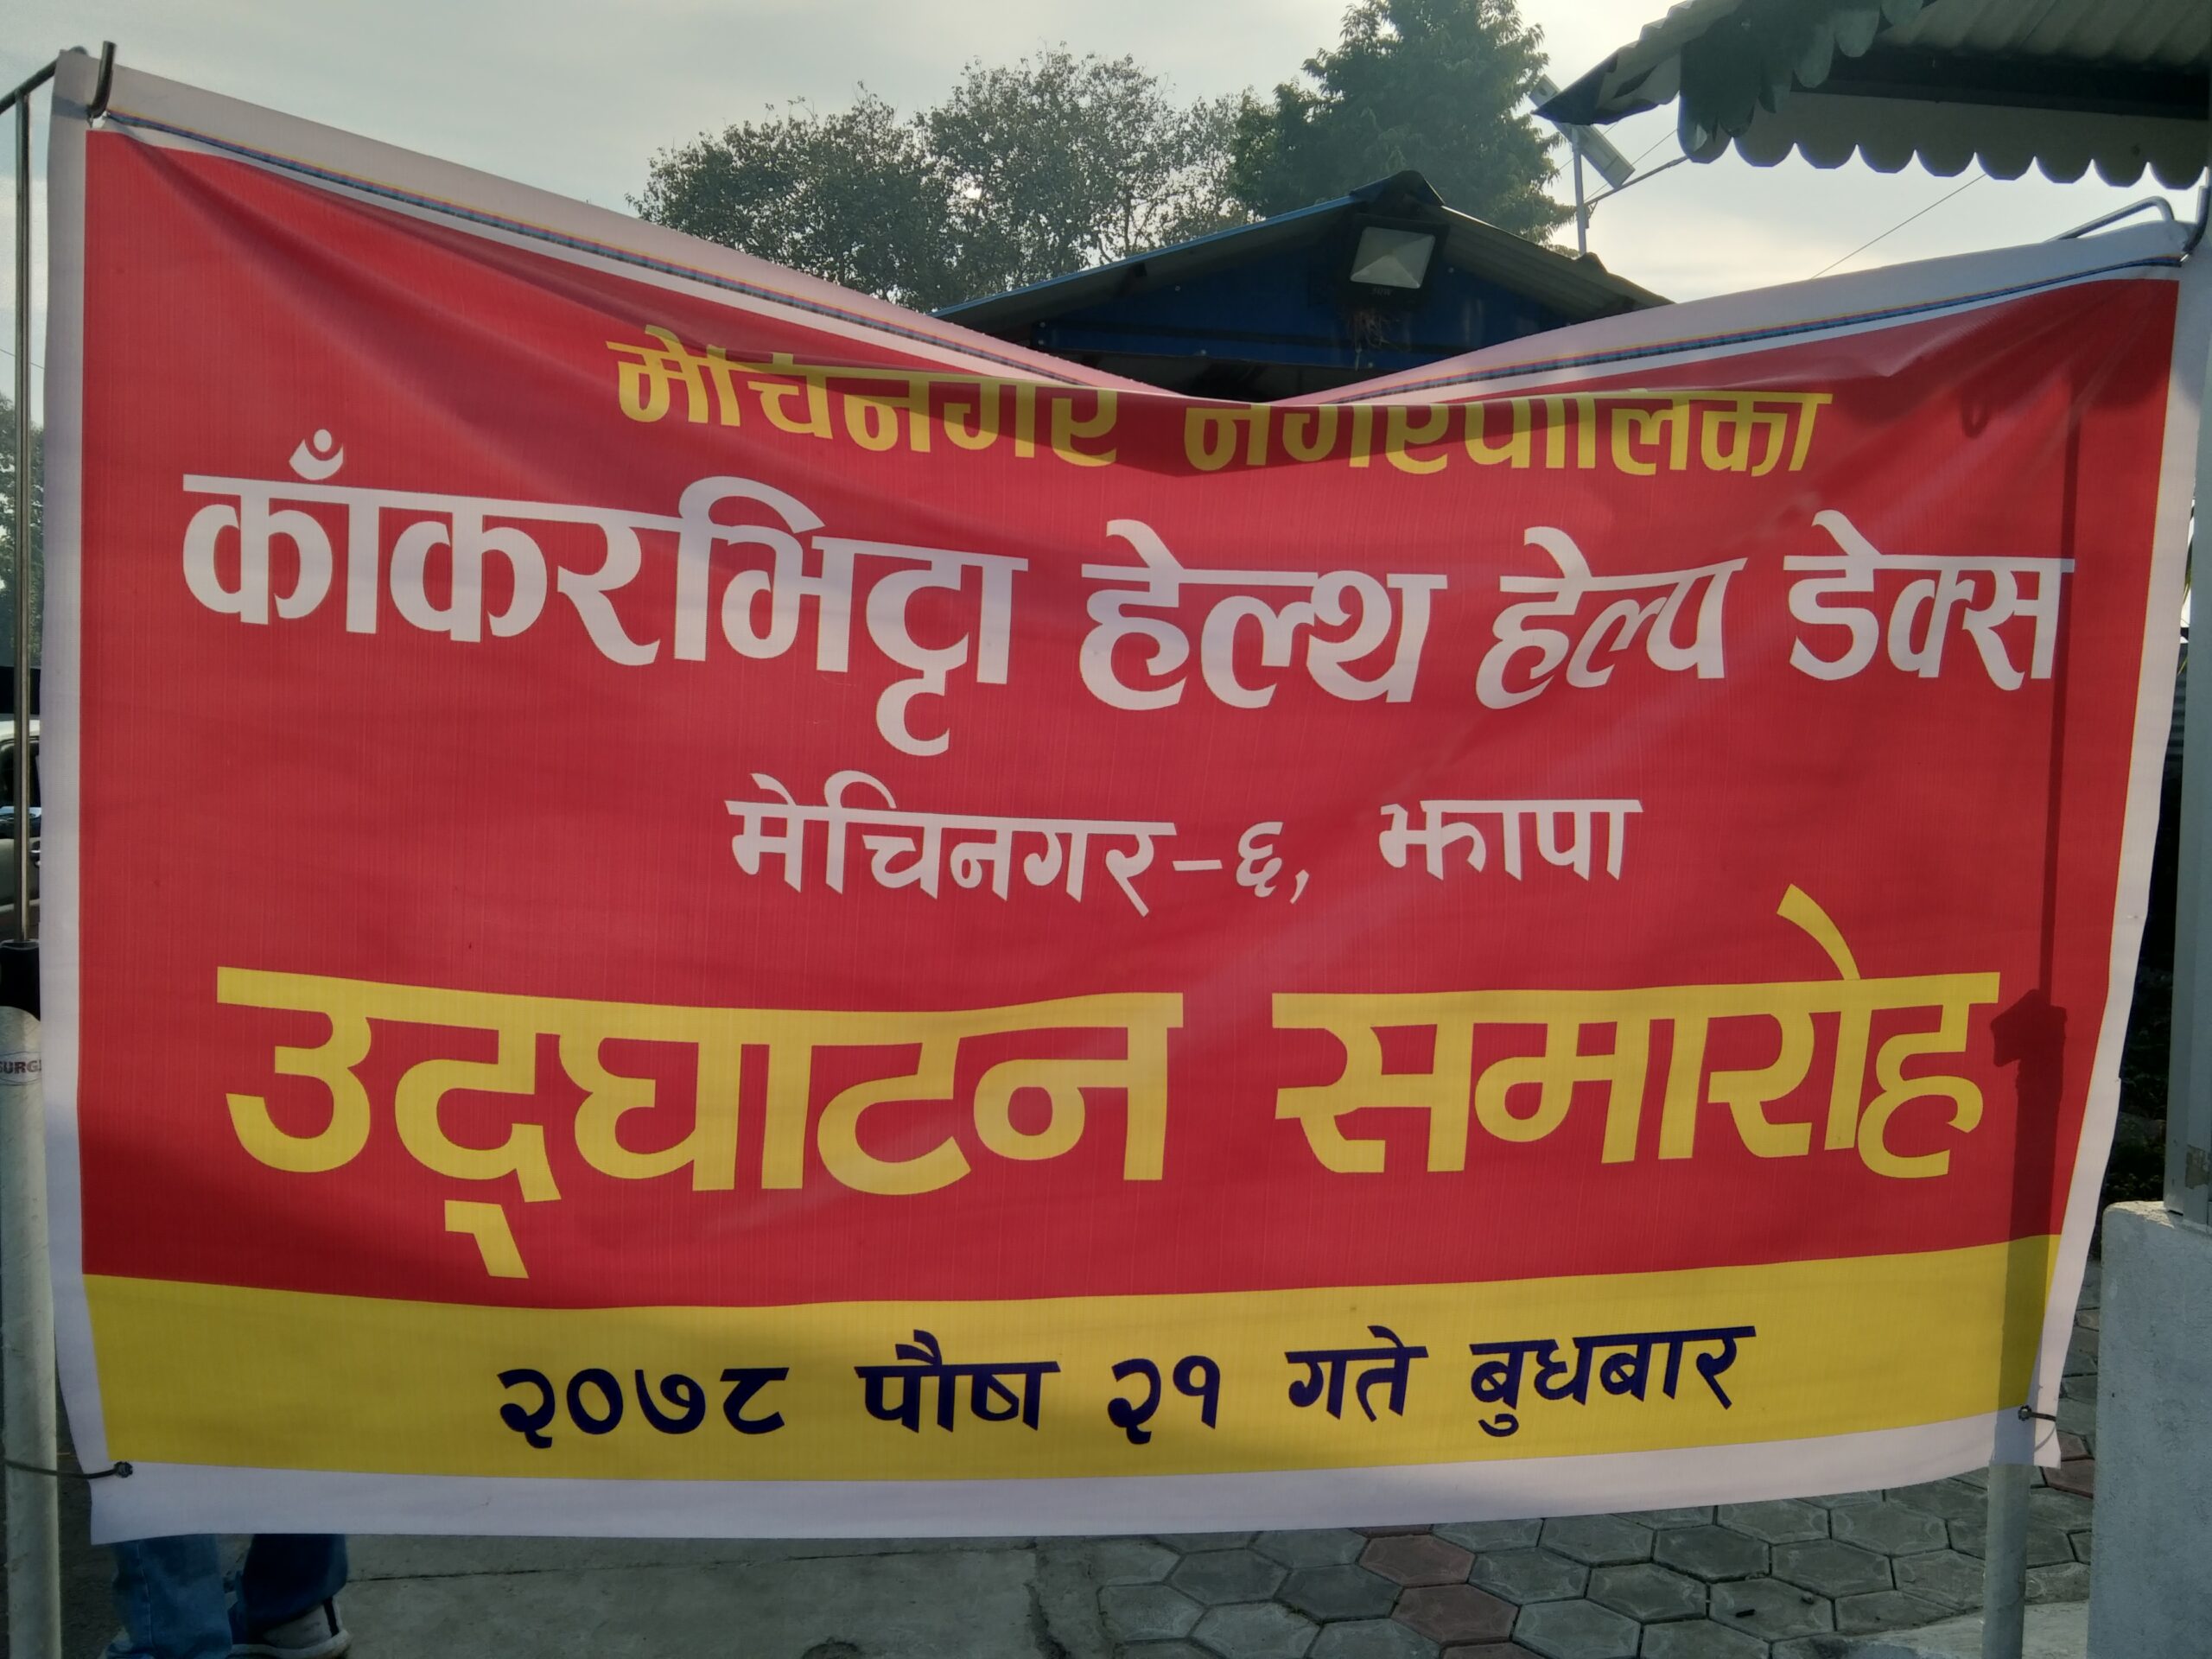 मेचिनगर नगरपालिका
काँकरभिट्टा हेल्थ हेल्प डेक्स
मेचिनगर-६, झापा
उद्‌घाटन समारोह
२०७८ पौष २१ गते बुधबार